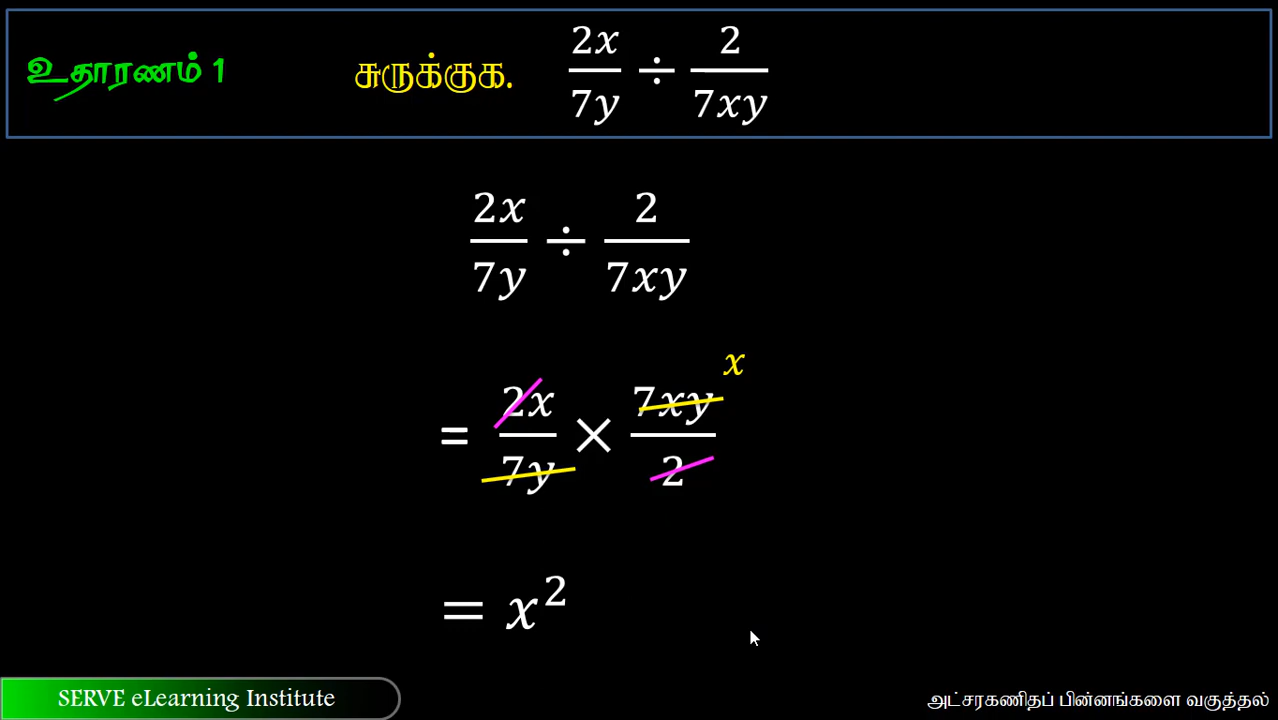 உதாரணம் 1 சுருக்குக. 2x/7y ÷ 2/7xy
2x/7y ÷ 2/7xy
= 2x/7y × 7xy/2 x
= x²
SERVE eLearning Institute அட்சரகணிதப் பின்னங்களை வகுத்தல்